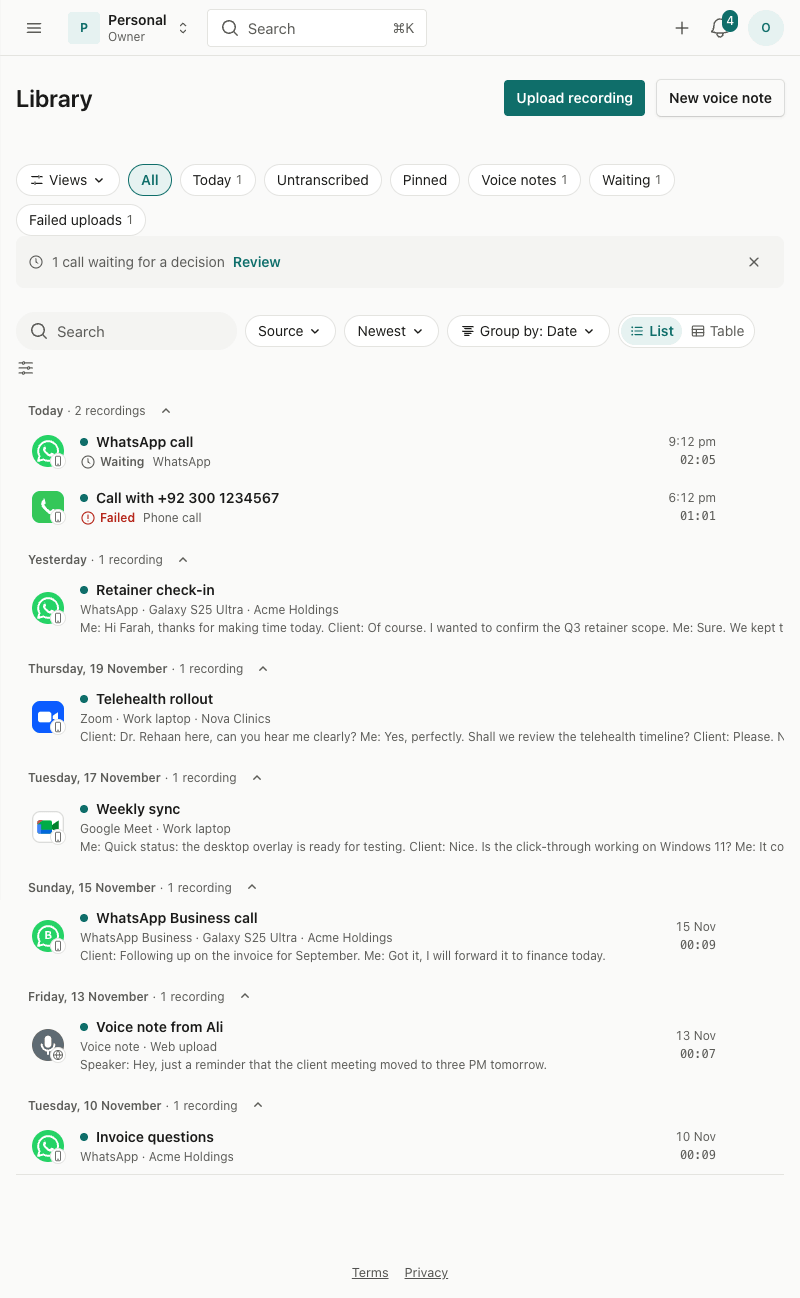 P Personal
Owner
Search ⌘K
4
O
Library
Upload recording
New voice note
Views
All
Today 1
Untranscribed
Pinned
Voice notes 1
Waiting 1
Failed uploads 1
1 call waiting for a decision Review
Search
Source
Newest
Group by: Date
List
Table
Today · 2 recordings
WhatsApp call
9:12 pm
Waiting WhatsApp
02:05
Call with +92 300 1234567
6:12 pm
Failed Phone call
01:01
Yesterday · 1 recording
Retainer check-in
WhatsApp · Galaxy S25 Ultra · Acme Holdings
Me: Hi Farah, thanks for making time today. Client: Of course. I wanted to confirm the Q3 retainer scope. Me: Sure. We kept t
Thursday, 19 November · 1 recording
Telehealth rollout
Zoom · Work laptop · Nova Clinics
Client: Dr. Rehaan here, can you hear me clearly? Me: Yes, perfectly. Shall we review the telehealth timeline? Client: Please. N
Tuesday, 17 November · 1 recording
Weekly sync
Google Meet · Work laptop
Me: Quick status: the desktop overlay is ready for testing. Client: Nice. Is the click-through working on Windows 11? Me: It co
Sunday, 15 November · 1 recording
WhatsApp Business call
15 Nov
B
WhatsApp Business · Galaxy S25 Ultra · Acme Holdings
00:09
Client: Following up on the invoice for September. Me: Got it, I will forward it to finance today.
Friday, 13 November · 1 recording
Voice note from Ali
13 Nov
Voice note · Web upload
00:07
Speaker: Hey, just a reminder that the client meeting moved to three PM tomorrow.
Tuesday, 10 November · 1 recording
Invoice questions
10 Nov
WhatsApp · Acme Holdings
00:09
Terms Privacy